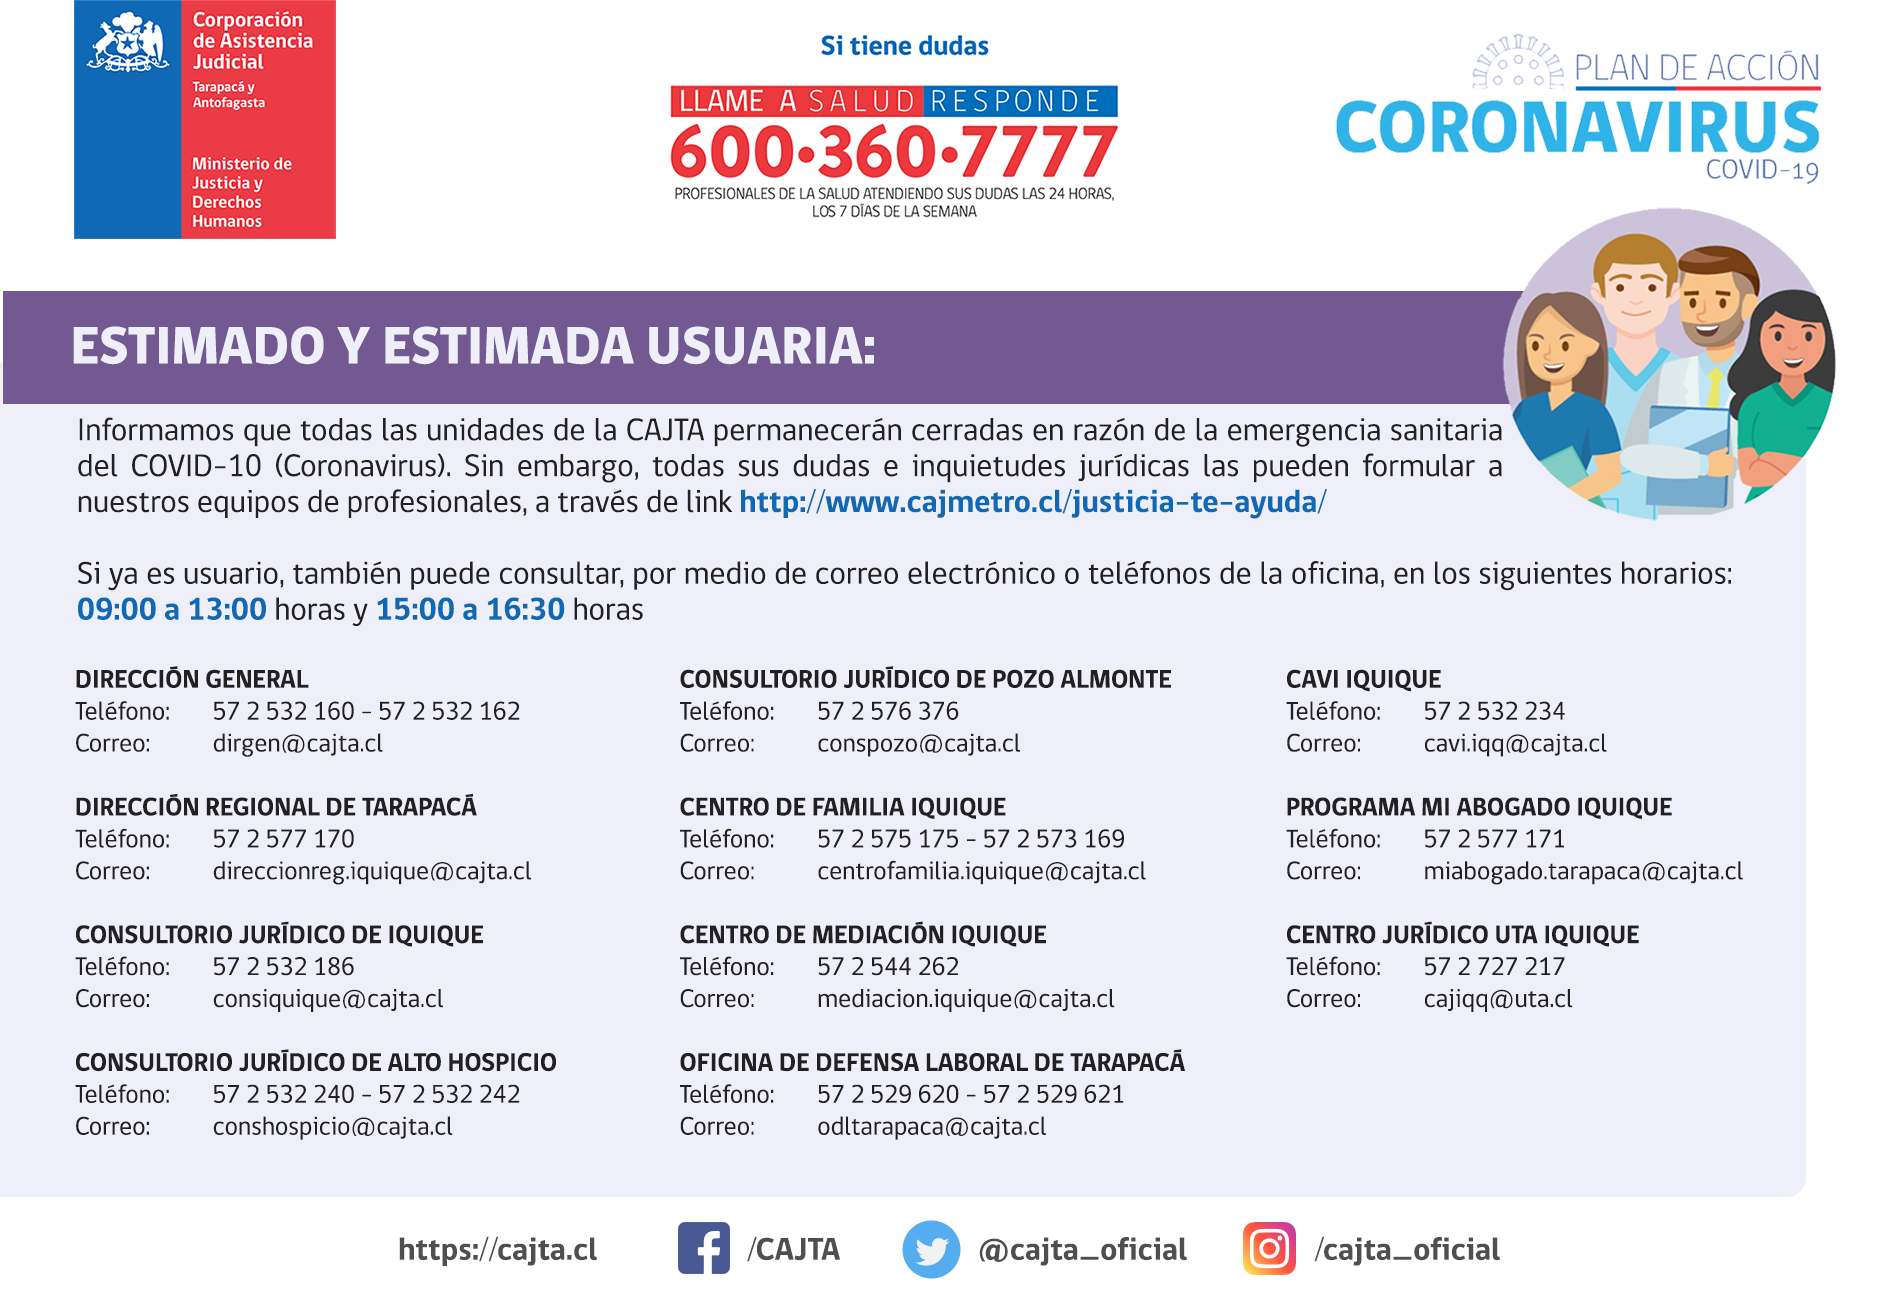 Corporación
de Asistencia
Judicial
Tarapacá y
Antofagasta
Ministerio de
Justicia y
Derechos
Humanos
Si tiene dudas
LLAME A SALUD RESPONDE
600•360•7777
PROFESIONALES DE LA SALUD ATENDIENDO SUS DUDAS LAS 24 HORAS,
LOS 7 DÍAS DE LA SEMANA
PLAN DE ACCIÓN
CORONAVIRUS
COVID-19
ESTIMADO Y ESTIMADA USUARIA:
Informamos que todas las unidades de la CAJTA permanecerán cerradas en razón de la emergencia sanitaria
del COVID-10 (Coronavirus). Sin embargo, todas sus dudas e inquietudes jurídicas las pueden formular a
nuestros equipos de profesionales, a través de link http://www.cajmetro.cl/justicia-te-ayuda/
Si ya es usuario, también puede consultar, por medio de correo electrónico o teléfonos de la oficina, en los siguientes horarios:
09:00 a 13:00 horas y 15:00 a 16:30 horas
DIRECCIÓN GENERAL
Teléfono: 57 2 532 160 - 57 2 532 162
Correo: dirgen@cajta.cl
DIRECCIÓN REGIONAL DE TARAPACÁ
Teléfono: 57 2 577 170
Correo: direccionreg.iquique@cajta.cl
CONSULTORIO JURÍDICO DE IQUIQUE
Teléfono: 57 2 532 186
Correo: consiquique@cajta.cl
CONSULTORIO JURÍDICO DE ALTO HOSPICIO
Teléfono: 57 2 532 240 - 57 2 532 242
Correo: conshospicio@cajta.cl
CONSULTORIO JURÍDICO DE POZO ALMONTE
Teléfono: 57 2 576 376
Correo: conspozo@cajta.cl
CENTRO DE FAMILIA IQUIQUE
Teléfono: 57 2 575 175 - 57 2 573 169
Correo: centrofamilia.iquique@cajta.cl
CENTRO DE MEDIACIÓN IQUIQUE
Teléfono: 57 2 544 262
Correo: mediacion.iquique@cajta.cl
OFICINA DE DEFENSA LABORAL DE TARAPACÁ
Teléfono: 57 2 529 620 - 57 2 529 621
Correo: odltarapaca@cajta.cl
CAVI IQUIQUE
Teléfono: 57 2 532 234
Correo: cavi.iqq@cajta.cl
PROGRAMA MI ABOGADO IQUIQUE
Teléfono: 57 2 577 171
Correo: miabogado.tarapaca@cajta.cl
CENTRO JURÍDICO UTA IQUIQUE
Teléfono: 57 2 727 217
Correo: cajiqq@uta.cl
https://cajta.cl
/CAJTA
@cajta_oficial
/cajta_oficial